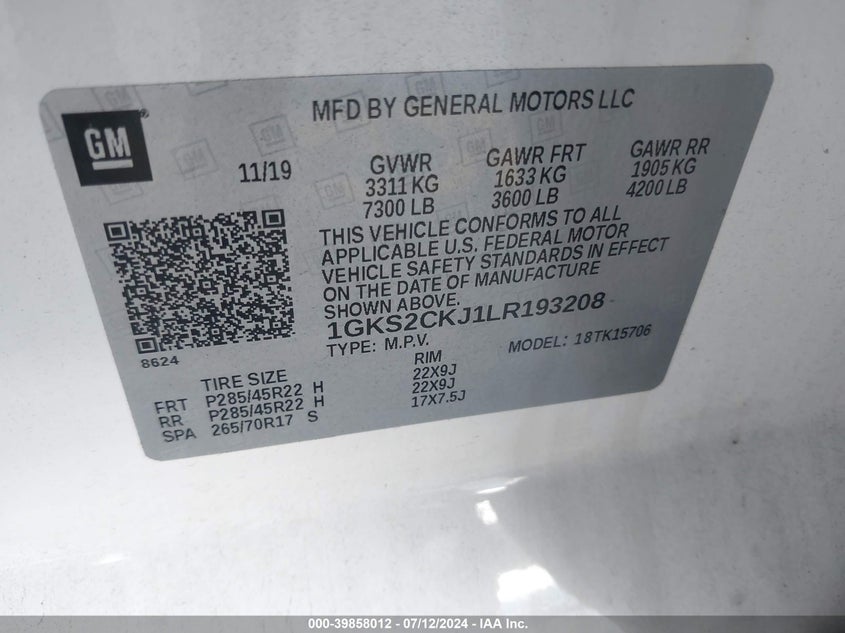 GM
®
MFD BY GENERAL MOTORS LLC
11/19 GVWR GAWR FRT GAWR RR
3311 KG 1633 KG 1905 KG
7300 LB 3600 LB 4200 LB
THIS VEHICLE CONFORMS TO ALL
APPLICABLE U.S. FEDERAL MOTOR
VEHICLE SAFETY STANDARDS IN EFFECT
ON THE DATE OF MANUFACTURE
SHOWN ABOVE.
1GKS2CKJ1LR193208
8624
TYPE: M.P.V. MODEL: 18TK15706
TIRE SIZE RIM
FRT P285/45R22 H 22X9J
RR P285/45R22 H 22X9J
SPA 265/70R17 S 17X7.5J
000-39858012 - 07/12/2024 - IAA Inc.